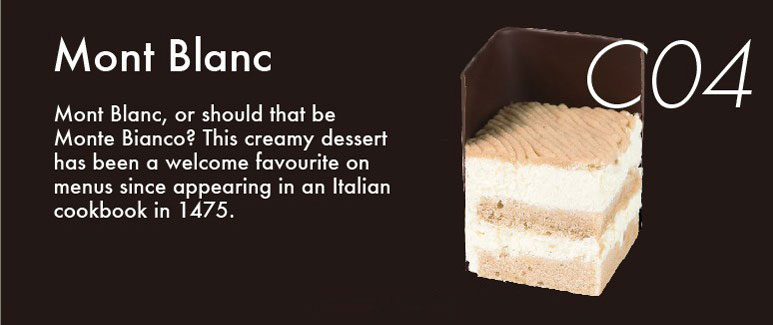 Mont Blanc
C04
Mont Blanc, or should that be
Monte Bianco? This creamy dessert
has been a welcome favourite on
menus since appearing in an Italian
cookbook in 1475.